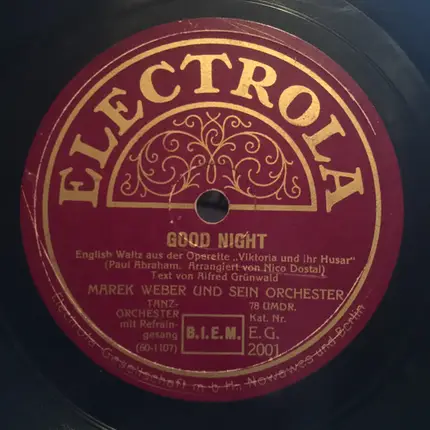 ELECTROLA
GOOD NIGHT
English Waltz aus der Operette „Viktoria und ihr Husar"
(Paul Abraham. Arrangiert von Nico Dostal)
Text von Alfred Grünwald
MAREK WEBER UND SEIN ORCHESTER
TANZ-
ORCHESTER
mit Refrain-
gesang
(60-1107)
B.I.E.M.
78 UMDR.
Kat. Nr.
E.G.
2001
Electrola Gesellschaft m b H. Nowawes und Berlin